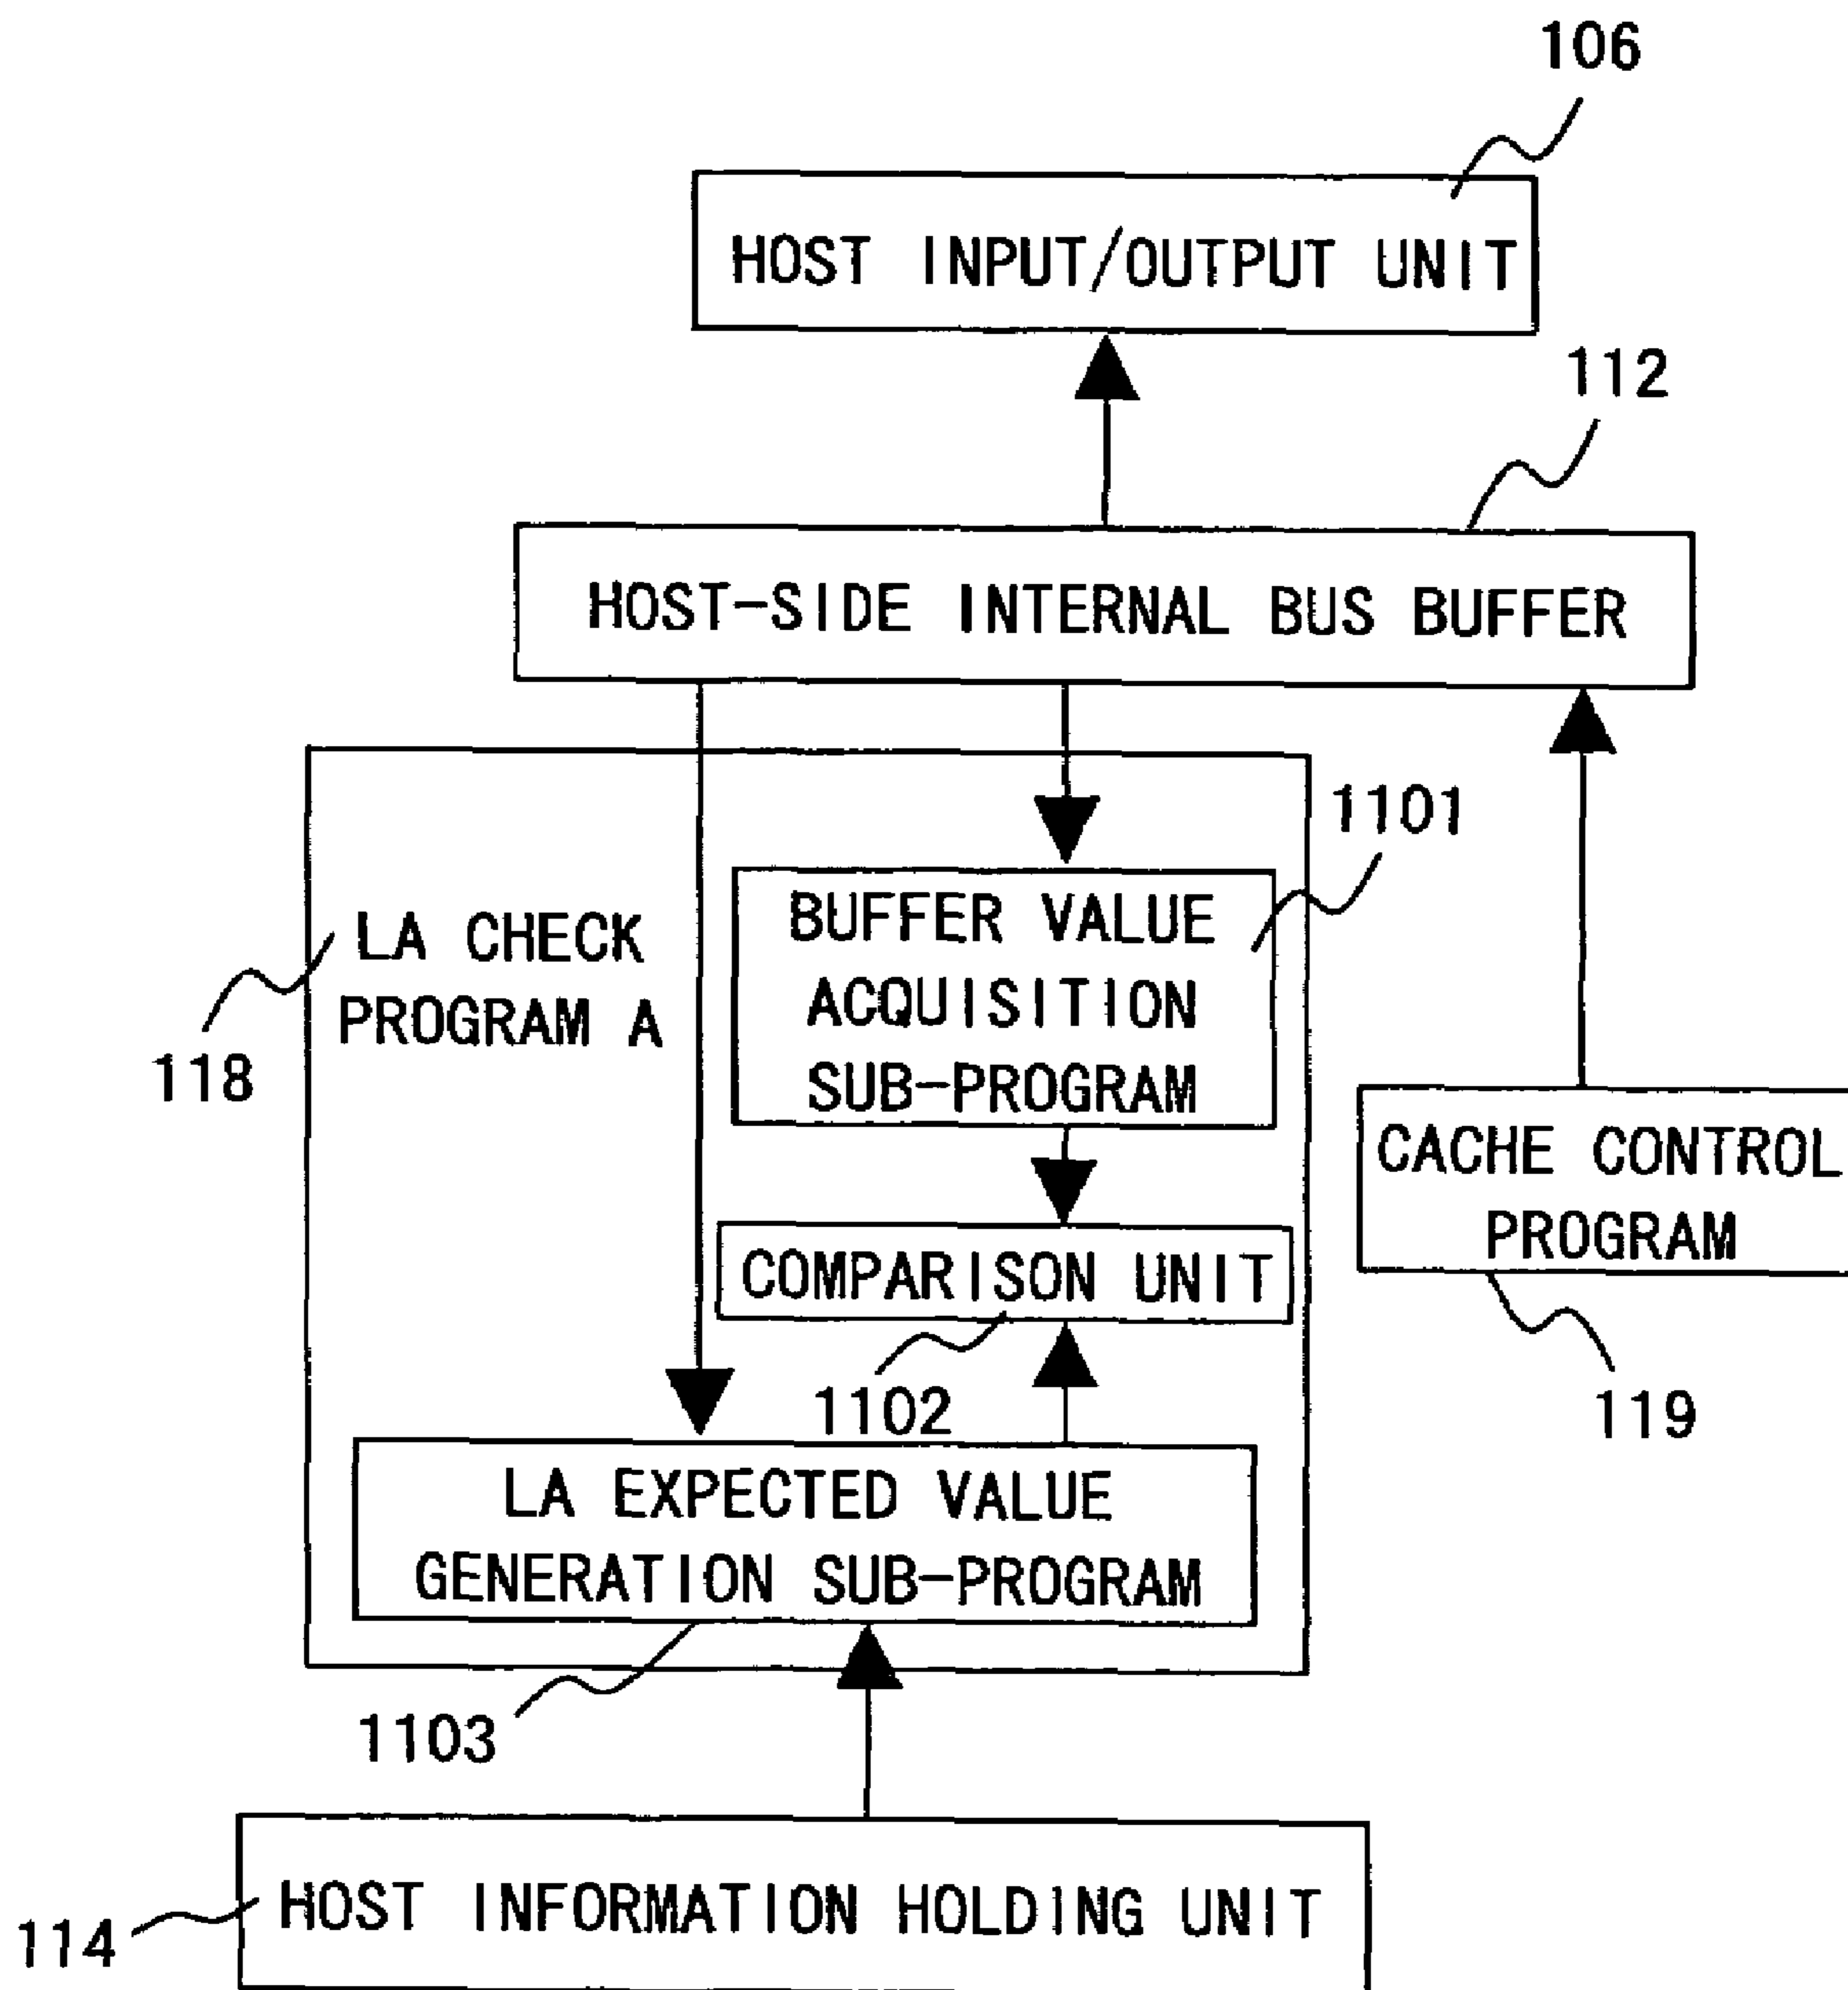 106
HOST INPUT/OUTPUT UNIT
112
HOST-SIDE INTERNAL BUS BUFFER
1101
BUFFER VALUE
ACQUISITION
SUB-PROGRAM
LA CHECK
PROGRAM A
118
CACHE CONTROL
PROGRAM
119
COMPARISON UNIT
1102
LA EXPECTED VALUE
GENERATION SUB-PROGRAM
1103
HOST INFORMATION HOLDING UNIT
114